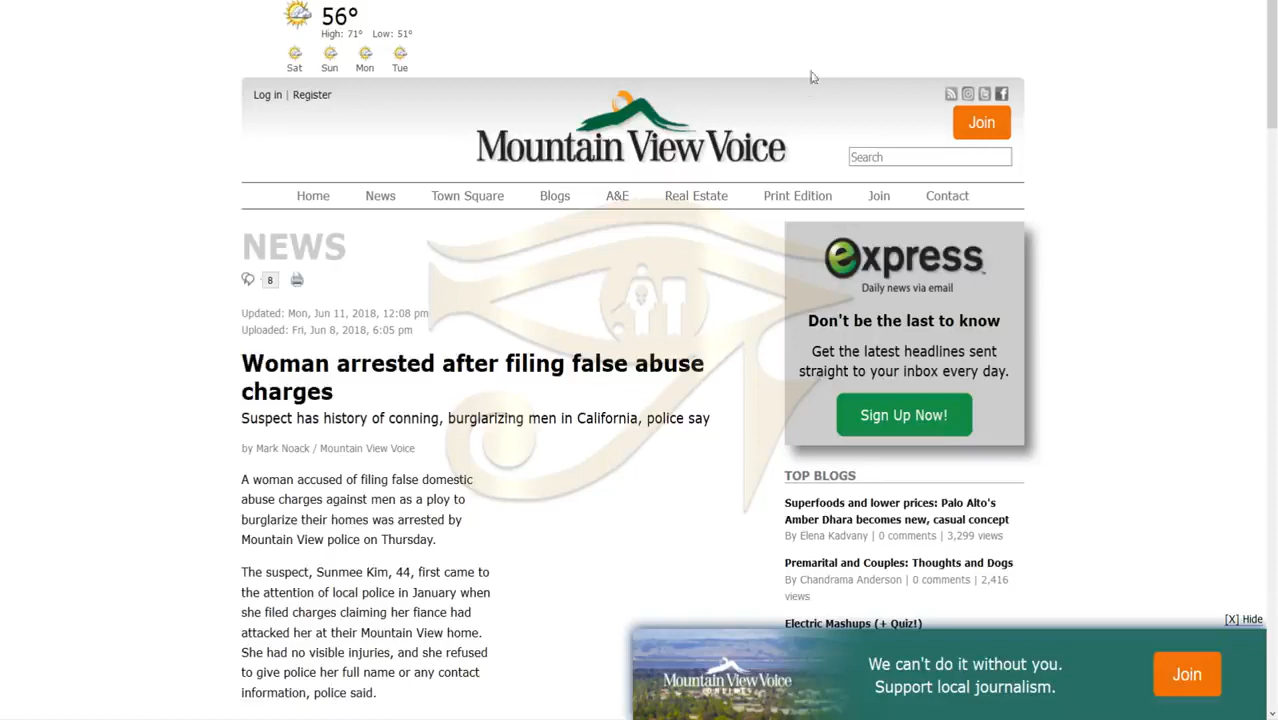 56°
High: 71° Low: 51°
Sat Sun Mon Tue
Log in | Register
Join
Mountain View Voice
Search
Home News Town Square Blogs A&E Real Estate Print Edition Join Contact
NEWS
8
Updated: Mon, Jun 11, 2018, 12:08 pm
Uploaded: Fri, Jun 8, 2018, 6:05 pm
Woman arrested after filing false abuse
charges
Suspect has history of conning, burglarizing men in California, police say
by Mark Noack / Mountain View Voice
A woman accused of filing false domestic
abuse charges against men as a ploy to
burglarize their homes was arrested by
Mountain View police on Thursday.
The suspect, Sunmee Kim, 44, first came to
the attention of local police in January when
she filed charges claiming her fiance had
attacked her at their Mountain View home.
She had no visible injuries, and she refused
to give police her full name or any contact
information, police said.
express
Daily news via email
Don't be the last to know
Get the latest headlines sent
straight to your inbox every day.
Sign Up Now!
TOP BLOGS
Superfoods and lower prices: Palo Alto's
Amber Dhara becomes new, casual concept
By Elena Kadvany | 0 comments | 3,299 views
Premarital and Couples: Thoughts and Dogs
By Chandrama Anderson | 0 comments | 2,416
views
Electric Mashups (+ Quiz!)
[X] Hide
Mountain View Voice
ONLINE
We can't do it without you.
Support local journalism.
Join